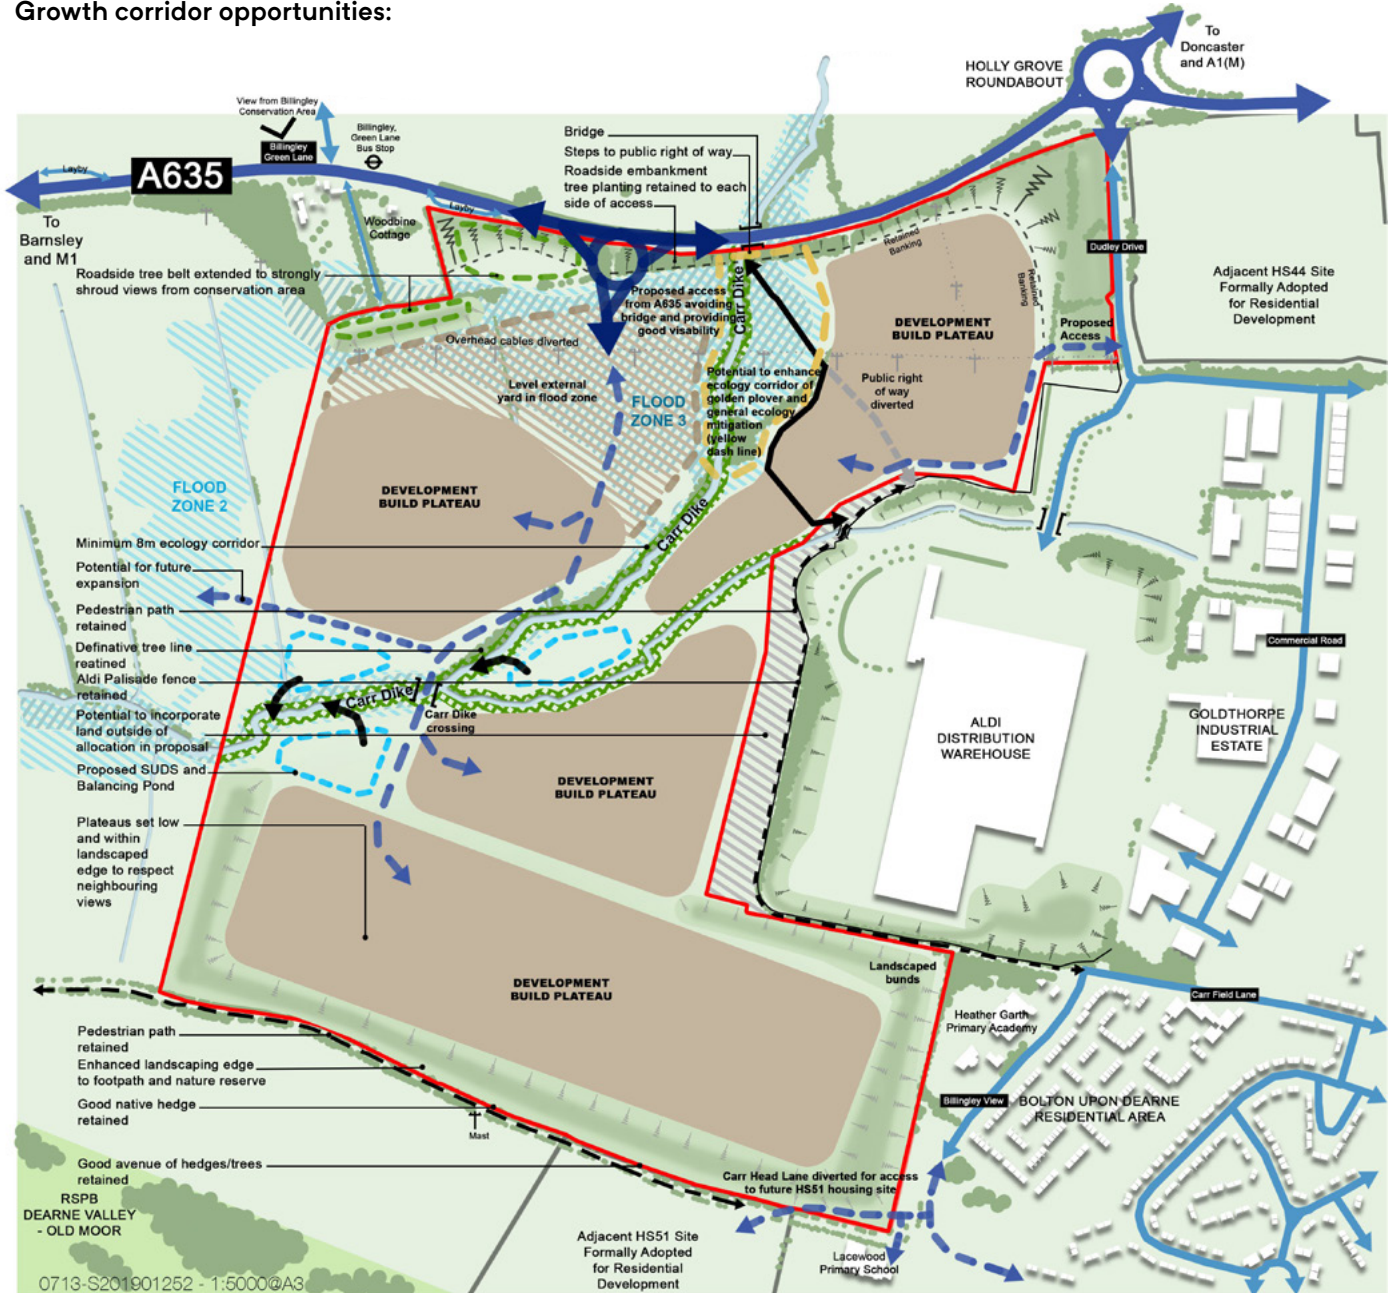 Growth corridor opportunities:
To
Doncaster
and A1(M)
HOLLY GROVE
ROUNDABOUT
View from Billingley
Conservation Area
Billingley
Green Lane
Billingley,
Green Lane
Bus Stop
Bridge
Steps to public right of way
Roadside embankment
tree planting retained to each
side of access
Layby
A635
To
Barnsley
and M1
Layby
Woodbine
Cottage
Retained
Banking
Retained
Banking
Dudley Drive
Adjacent HS44 Site
Formally Adopted
for Residential
Development
Roadside tree belt extended to strongly
shroud views from conservation area
Proposed access
from A635 avoiding
bridge and providing
good visability
Carr Dike
DEVELOPMENT
BUILD PLATEAU
Proposed
Access
Overhead cables diverted
Level external
yard in flood zone
FLOOD
ZONE 3
Potential to enhance
ecology corridor of
golden plover and
general ecology
mitigation
(yellow
dash line)
Public right
of way
diverted
FLOOD
ZONE 2
DEVELOPMENT
BUILD PLATEAU
Carr Dike
Minimum 8m ecology corridor
Potential for future
expansion
Pedestrian path
retained
Definative tree line
reatined
Aldi Palisade fence
retained
Potential to incorporate
land outside of
allocation in proposal
Proposed SUDS and
Balancing Pond
Plateaus set low
and within
landscaped
edge to respect
neighbouring
views
Carr Dike
Carr Dike
crossing
Commercial Road
ALDI
DISTRIBUTION
WAREHOUSE
GOLDTHORPE
INDUSTRIAL
ESTATE
DEVELOPMENT
BUILD PLATEAU
DEVELOPMENT
BUILD PLATEAU
Landscaped
bunds
Carr Field Lane
Heather Garth
Primary Academy
Pedestrian path
retained
Enhanced landscaping edge
to footpath and nature reserve
Good native hedge
retained
Mast
Billingley View
BOLTON UPON DEARNE
RESIDENTIAL AREA
Good avenue of hedges/trees
retained
Carr Head Lane diverted for access
to future HS51 housing site
RSPB
DEARNE VALLEY
- OLD MOOR
Adjacent HS51 Site
Formally Adopted
for Residential
Development
Lacewood
Primary School
0713-S201901252 - 1:5000@A3